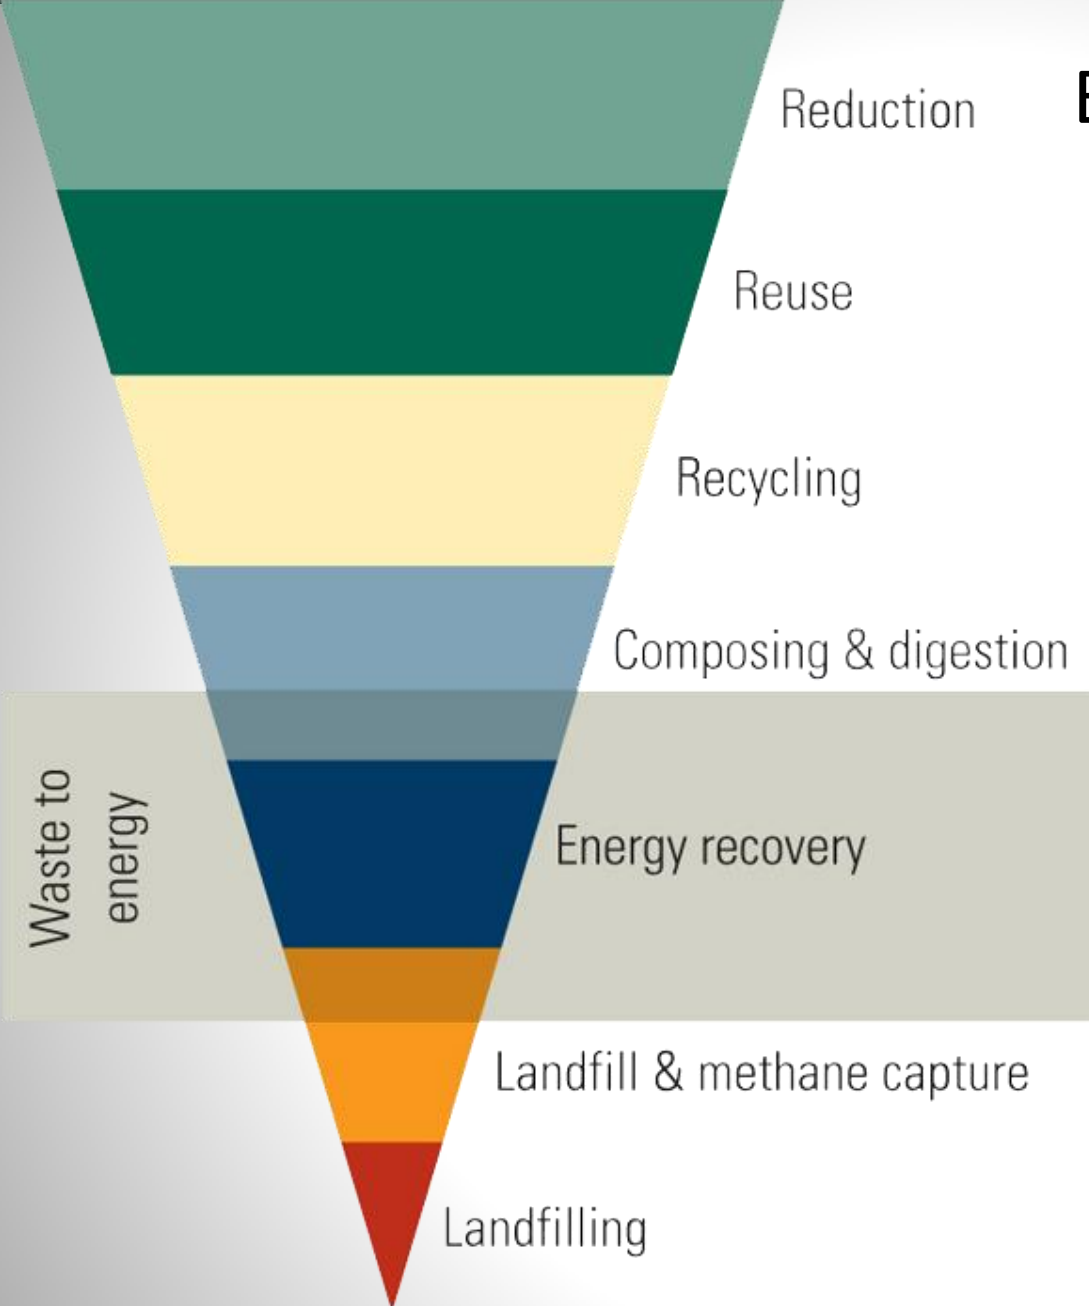 Reduction
Reuse
Recycling
Composing & digestion
Waste to
energy
Energy recovery
Landfill & methane capture
Landfilling